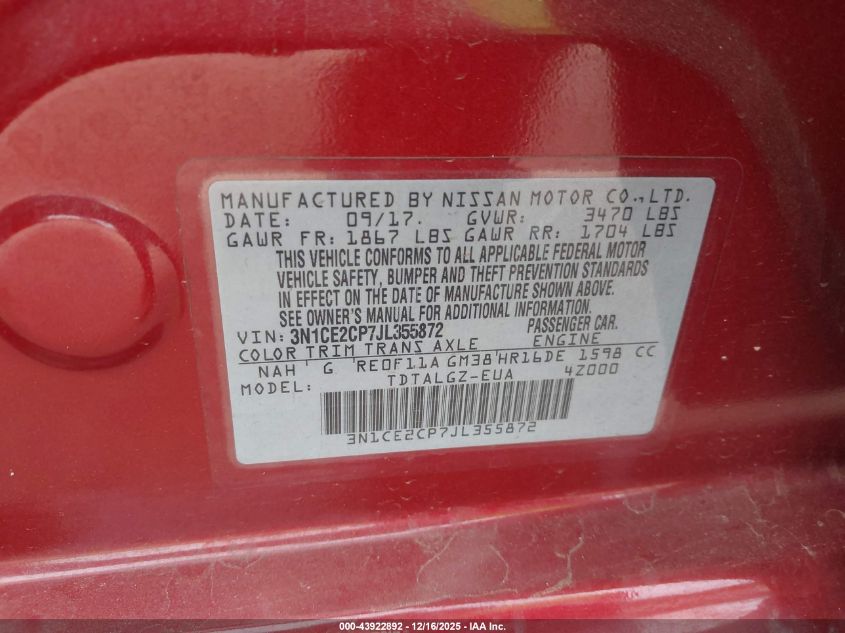 MANUFACTURED BY NISSAN MOTOR CO., LTD.
DATE: 09/17. GVWR: 3470 LBS
GAWR FR: 1867 LBS GAWR RR: 1704 LBS
THIS VEHICLE CONFORMS TO ALL APPLICABLE FEDERAL MOTOR
VEHICLE SAFETY, BUMPER AND THEFT PREVENTION STANDARDS
IN EFFECT ON THE DATE OF MANUFACTURE SHOWN ABOVE.
SEE OWNER'S MANUAL FOR ADDITIONAL LOADING INFORMATION
VIN: 3N1CE2CP7JL355872 PASSENGER CAR.
COLOR TRIM TRANS AXLE ENGINE
NAH G RE0F11A GM38 HR16DE 1598 CC
MODEL: TDTALGZ-EUA 4Z000
3N1CE2CP7JL355872
000-43922892 - 12/16/2025 - IAA Inc.